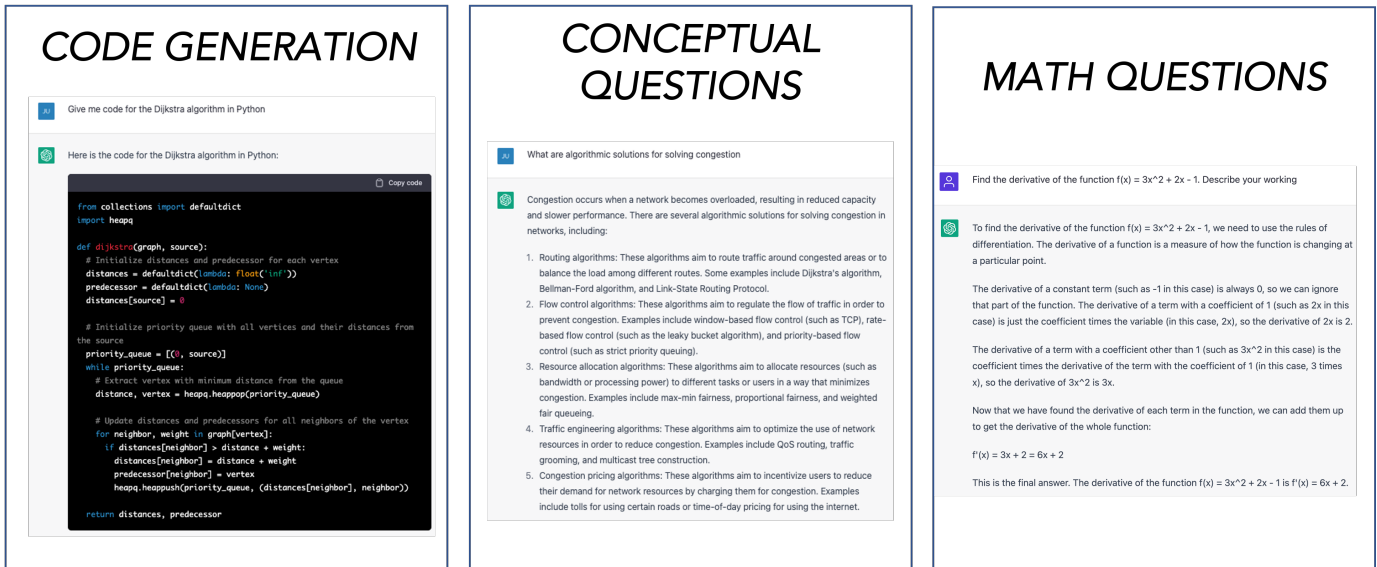 CODE GENERATION
JU
Give me code for the Dijkstra algorithm in Python
Here is the code for the Dijkstra algorithm in Python:
Copy code
from collections import defaultdict
import heapq
def dijkstra(graph, source):
# Initialize distances and predecessor for each vertex
distances = defaultdict(lambda: float('inf'))
predecessor = defaultdict(lambda: None)
distances[source] = 0
# Initialize priority queue with all vertices and their distances from
the source
priority_queue = [(0, source)]
while priority_queue:
# Extract vertex with minimum distance from the queue
distance, vertex = heapq.heappop(priority_queue)
# Update distances and predecessors for all neighbors of the vertex
for neighbor, weight in graph[vertex]:
if distances[neighbor] > distance + weight:
distances[neighbor] = distance + weight
predecessor[neighbor] = vertex
heapq.heappush(priority_queue, (distances[neighbor], neighbor))
return distances, predecessor
CONCEPTUAL
QUESTIONS
JU
What are algorithmic solutions for solving congestion
Congestion occurs when a network becomes overloaded, resulting in reduced capacity
and slower performance. There are several algorithmic solutions for solving congestion in
networks, including:
1. Routing algorithms: These algorithms aim to route traffic around congested areas or to
balance the load among different routes. Some examples include Dijkstra's algorithm,
Bellman-Ford algorithm, and Link-State Routing Protocol.
2. Flow control algorithms: These algorithms aim to regulate the flow of traffic in order to
prevent congestion. Examples include window-based flow control (such as TCP), rate-
based flow control (such as the leaky bucket algorithm), and priority-based flow
control (such as strict priority queuing).
3. Resource allocation algorithms: These algorithms aim to allocate resources (such as
bandwidth or processing power) to different tasks or users in a way that minimizes
congestion. Examples include max-min fairness, proportional fairness, and weighted
fair queueing.
4. Traffic engineering algorithms: These algorithms aim to optimize the use of network
resources in order to reduce congestion. Examples include QoS routing, traffic
grooming, and multicast tree construction.
5. Congestion pricing algorithms: These algorithms aim to incentivize users to reduce
their demand for network resources by charging them for congestion. Examples
include tolls for using certain roads or time-of-day pricing for using the internet.
MATH QUESTIONS
Find the derivative of the function f(x) = 3x^2 + 2x - 1. Describe your working
To find the derivative of the function f(x) = 3x^2 + 2x - 1, we need to use the rules of
differentiation. The derivative of a function is a measure of how the function is changing at
a particular point.
The derivative of a constant term (such as -1 in this case) is always 0, so we can ignore
that part of the function. The derivative of a term with a coefficient of 1 (such as 2x in this
case) is just the coefficient times the variable (in this case, 2x), so the derivative of 2x is 2.
The derivative of a term with a coefficient other than 1 (such as 3x^2 in this case) is the
coefficient times the derivative of the term with the coefficient of 1 (in this case, 3 times
x), so the derivative of 3x^2 is 3x.
Now that we have found the derivative of each term in the function, we can add them up
to get the derivative of the whole function:
f'(x) = 3x + 2 = 6x + 2
This is the final answer. The derivative of the function f(x) = 3x^2 + 2x - 1 is f'(x) = 6x + 2.